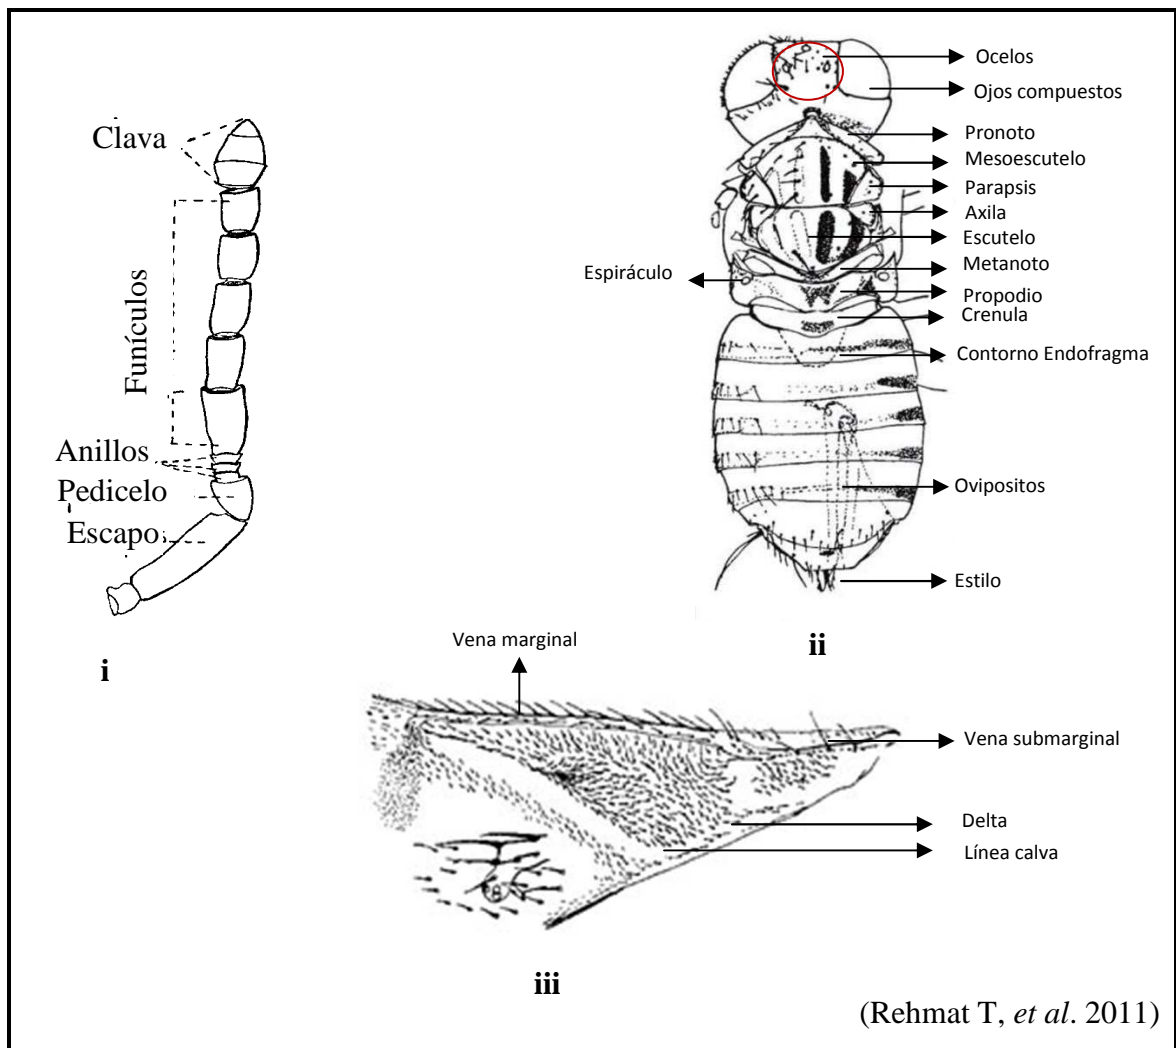 Clava
Funículos
Anillos
Pedicelo
Escapo
i
Ocelos
Ojos compuestos
Pronoto
Mesoescutelo
Parapsis
Axila
Escutelo
Metanoto
Espiráculo
Propodio
Crenula
Contorno Endofragma
Ovipositos
Estilo
ii
Vena marginal
Vena submarginal
Delta
Línea calva
iii
(Rehmat T, et al. 2011)